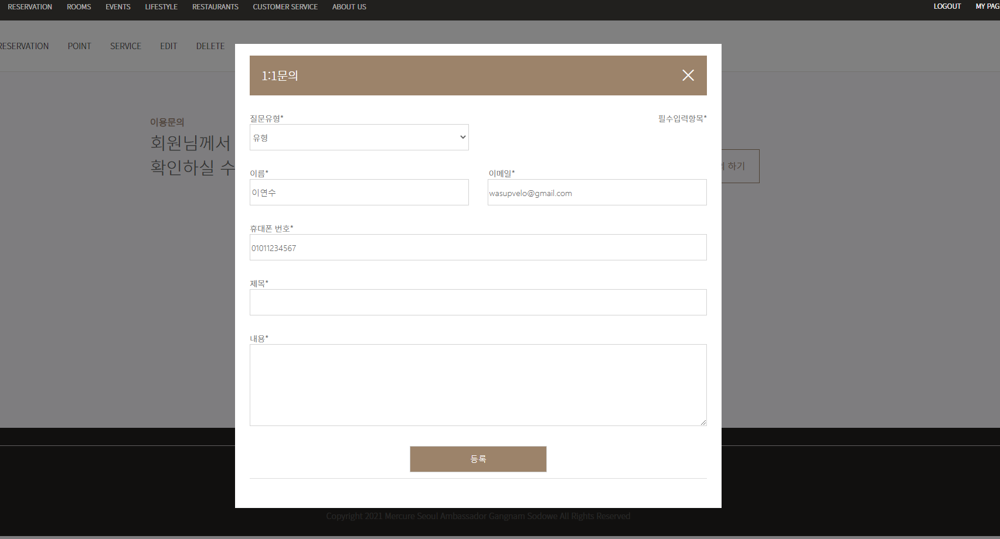 RESERVATION ROOMS EVENTS LIFESTYLE RESTAURANTS CUSTOMER SERVICE ABOUT US LOGOUT MY PAG
RESERVATION POINT SERVICE EDIT DELETE
1:1문의
질문유형* 필수입력항목*
유형
이용문의
회원님께서
확인하실 수
하기
이름* 이메일*
이연수 wasupvelo@gmail.com
휴대폰 번호*
01011234567
제목*
내용*
등록
Copyright 2021 Mercure Seoul Ambassador Gangnam Sodowe All Rights Reserved